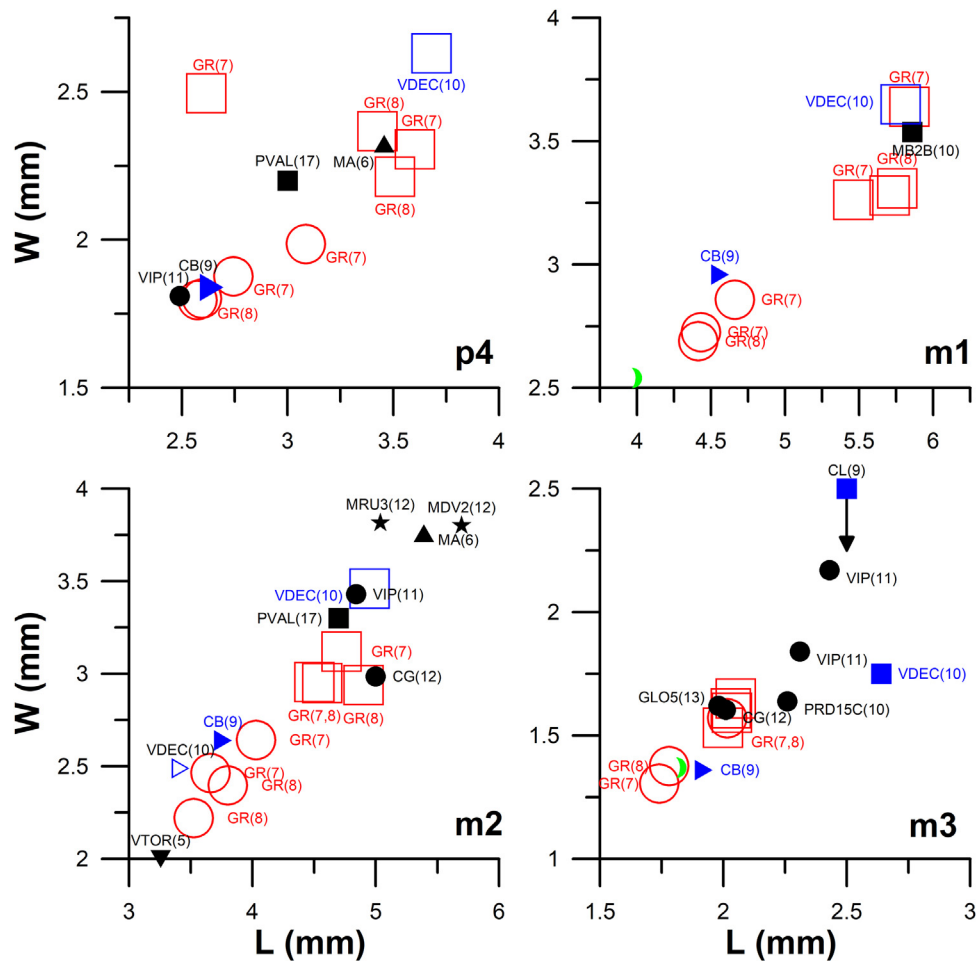 GR(7)
VDEC(10)
GR(8)
GR(7)
PVAL(17)
MA(6)
GR(8)
GR(7)
CB(9)
VIP(11)
GR(7)
GR(8)
p4
W (mm)
2.5
2
1.5
2.5
3
3.5
4
4
GR(7)
VDEC(10)
MB2B(10)
GR(8)
GR(7)
CB(9)
GR(7)
GR(7)
GR(8)
m1
3.5
3
2.5
4
4.5
5
5.5
6
4
MRU3(12)
MDV2(12)
MA(6)
VDEC(10)
VIP(11)
PVAL(17)
GR(7)
CG(12)
GR(7,8)
GR(8)
CB(9)
GR(7)
VDEC(10)
GR(7)
GR(8)
GR(8)
VTOR(5)
m2
W (mm)
3.5
3
2.5
2
3
4
5
6
L (mm)
CL(9)
2.5
VIP(11)
VIP(11)
VDEC(10)
GLO5(13)
PRD15C(10)
CG(12)
GR(7,8)
GR(8)
GR(7)
CB(9)
m3
2
1.5
1
1.5
2
2.5
3
L (mm)